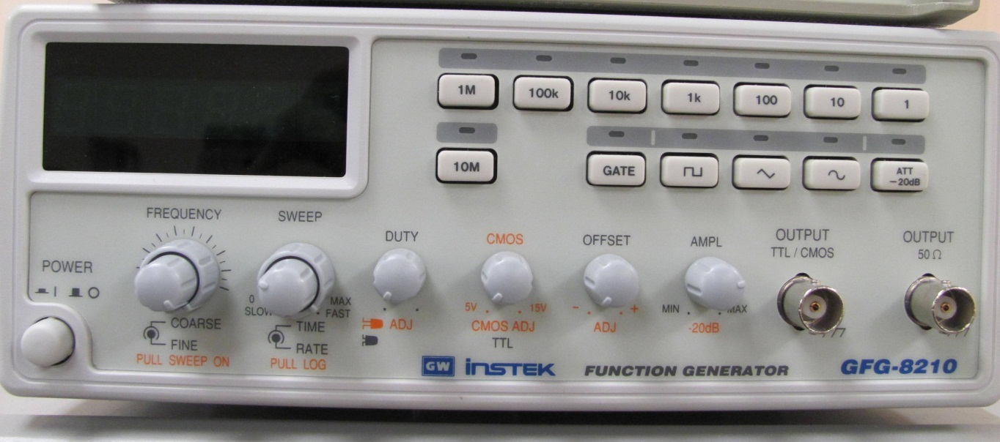 1M 100k 10k 1k 100 10 1
10M GATE ATT
−20dB
FREQUENCY SWEEP
DUTY CMOS OFFSET AMPL OUTPUT
TTL / CMOS
OUTPUT
50 Ω
POWER
0
SLOW
MAX
FAST
5V 15V
− +
MIN MAX
COARSE
FINE
PULL SWEEP ON
TIME
RATE
PULL LOG
ADJ
CMOS ADJ
TTL
ADJ
-20dB
GW INSTEK FUNCTION GENERATOR GFG-8210